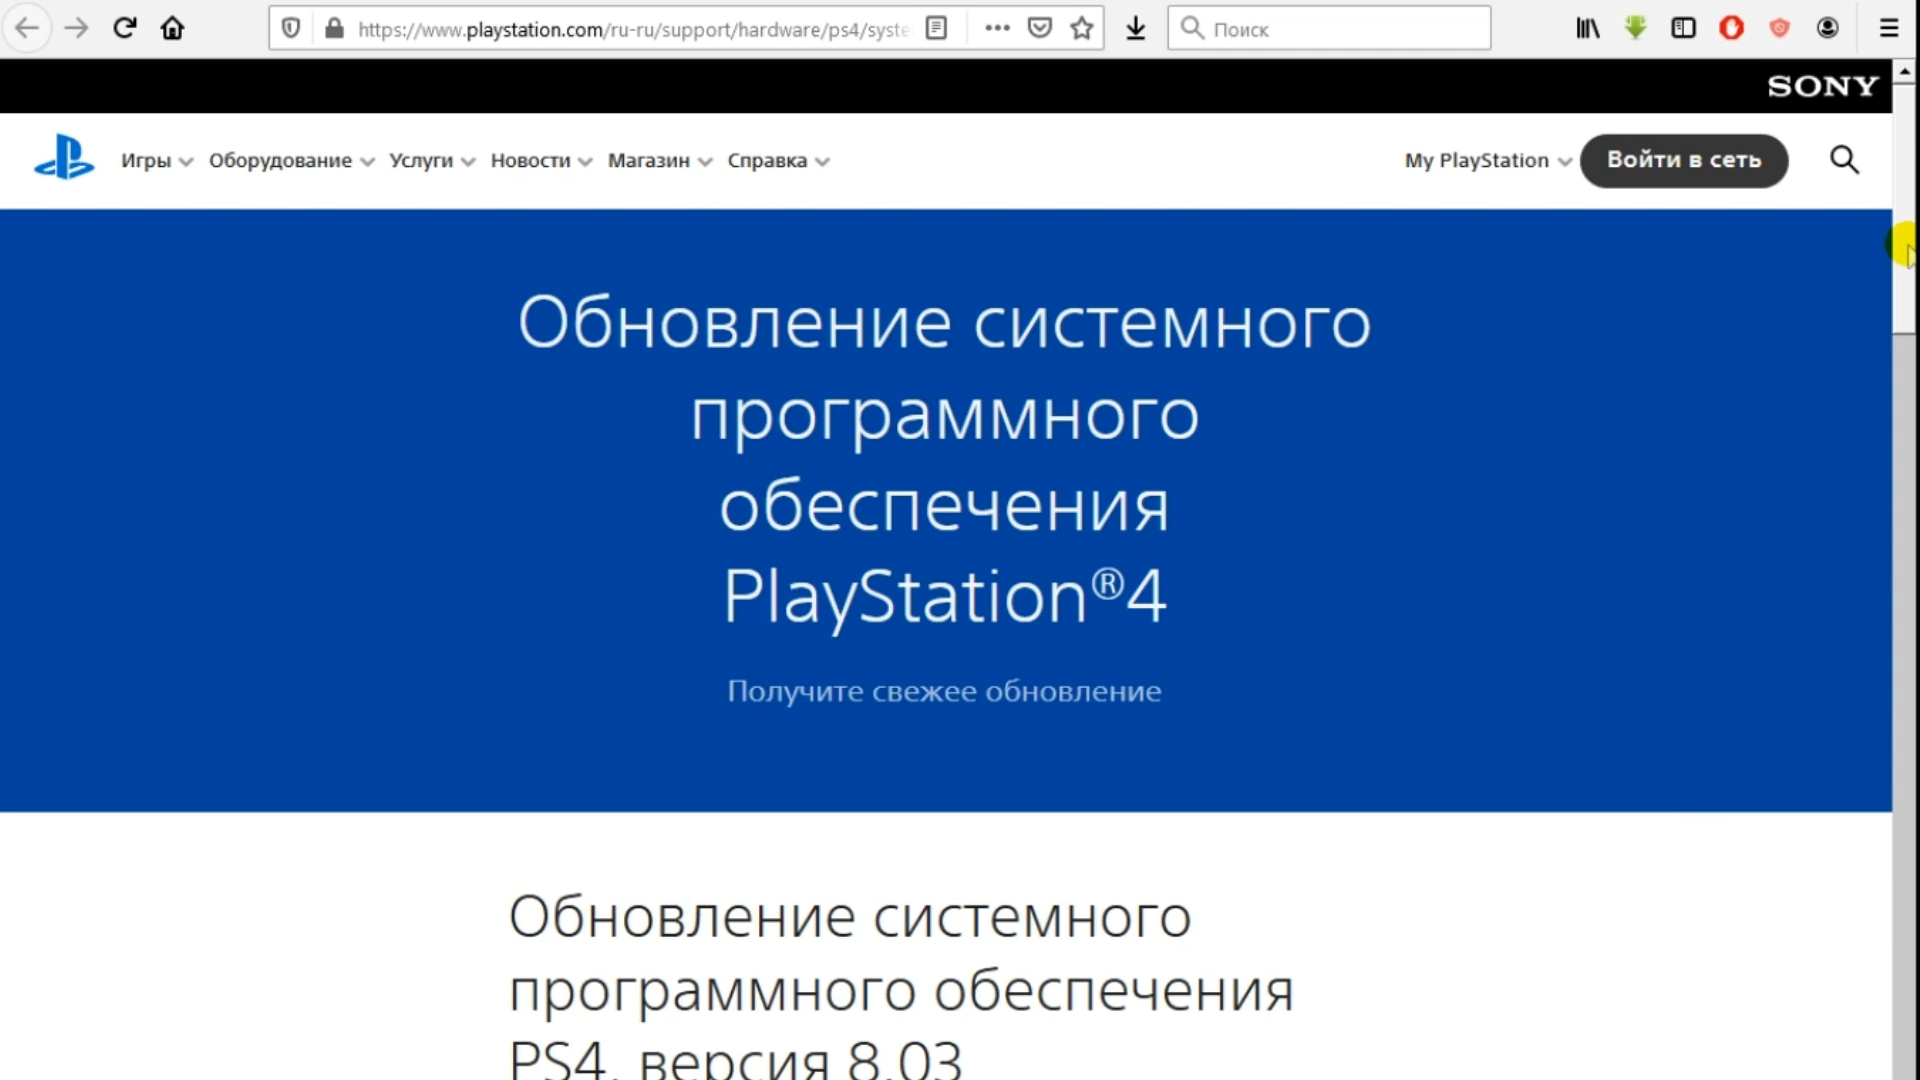 https://www.playstation.com/ru-ru/support/hardware/ps4/syste
Поиск
SONY
Игры Оборудование Услуги Новости Магазин Справка My PlayStation Войти в сеть
Обновление системного
программного
обеспечения
PlayStation®4
Получите свежее обновление
Обновление системного
программного обеспечения
PS4, версия 8.03